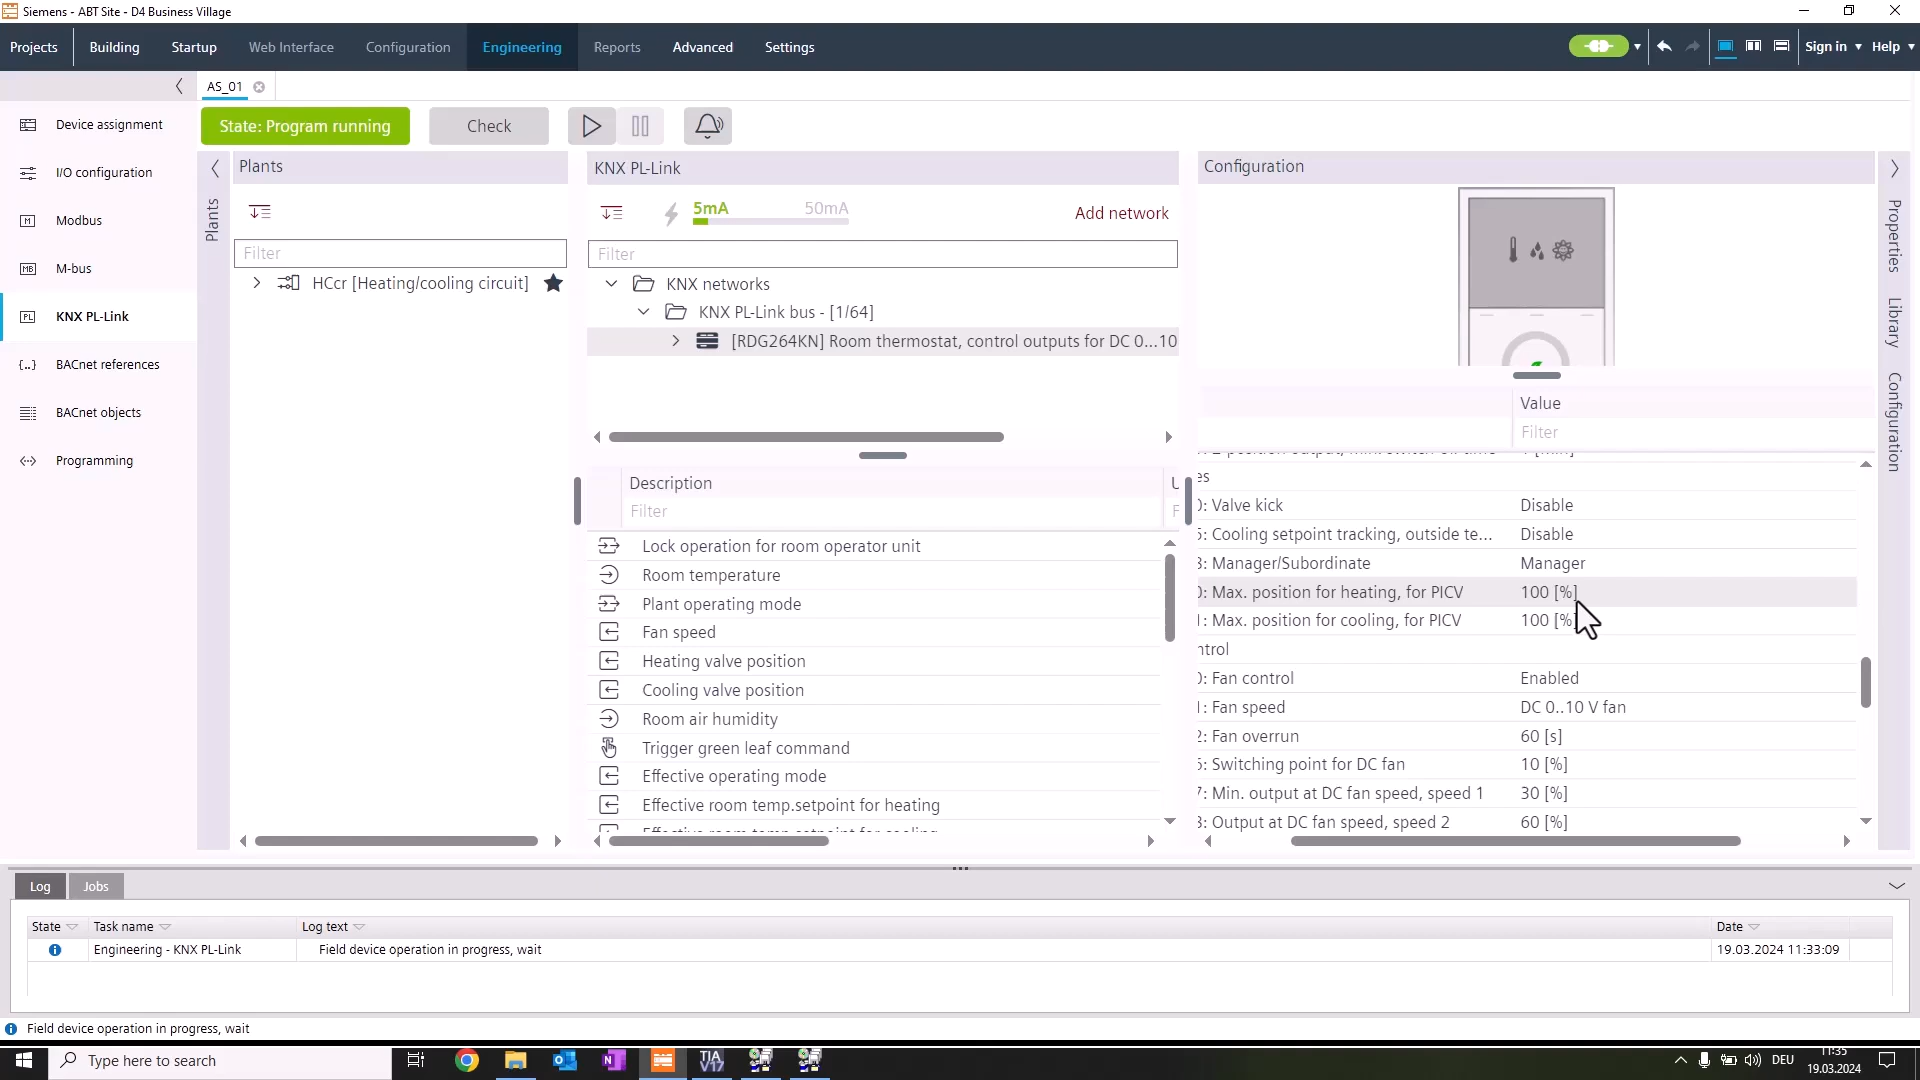 Siemens - ABT Site - D4 Business Village
Projects
Building
Startup
Web Interface
Configuration
Engineering
Reports
Advanced
Settings
Sign in
Help
AS_01
Device assignment
I/O configuration
Modbus
M-bus
KNX PL-Link
BACnet references
BACnet objects
Programming
State: Program running
Check
Plants
Plants
Filter
HCcr [Heating/cooling circuit]
KNX PL-Link
5mA
50mA
Add network
Filter
KNX networks
KNX PL-Link bus - [1/64]
[RDG264KN] Room thermostat, control outputs for DC 0...10
Description
Filter
Lock operation for room operator unit
Room temperature
Plant operating mode
Fan speed
Heating valve position
Cooling valve position
Room air humidity
Trigger green leaf command
Effective operating mode
Effective room temp.setpoint for heating
Configuration
Value
Filter
es
: Valve kick Disable
: Cooling setpoint tracking, outside te... Disable
: Manager/Subordinate Manager
: Max. position for heating, for PICV 100 [%]
: Max. position for cooling, for PICV 100 [%
ntrol
: Fan control Enabled
: Fan speed DC 0..10 V fan
: Fan overrun 60 [s]
: Switching point for DC fan 10 [%]
: Min. output at DC fan speed, speed 1 30 [%]
: Output at DC fan speed, speed 2 60 [%]
Properties
Library
Configuration
Log
Jobs
State Task name Log text Date
Engineering - KNX PL-Link Field device operation in progress, wait 19.03.2024 11:33:09
Field device operation in progress, wait
Type here to search
TIA
V17
DEU
11:35
19.03.2024